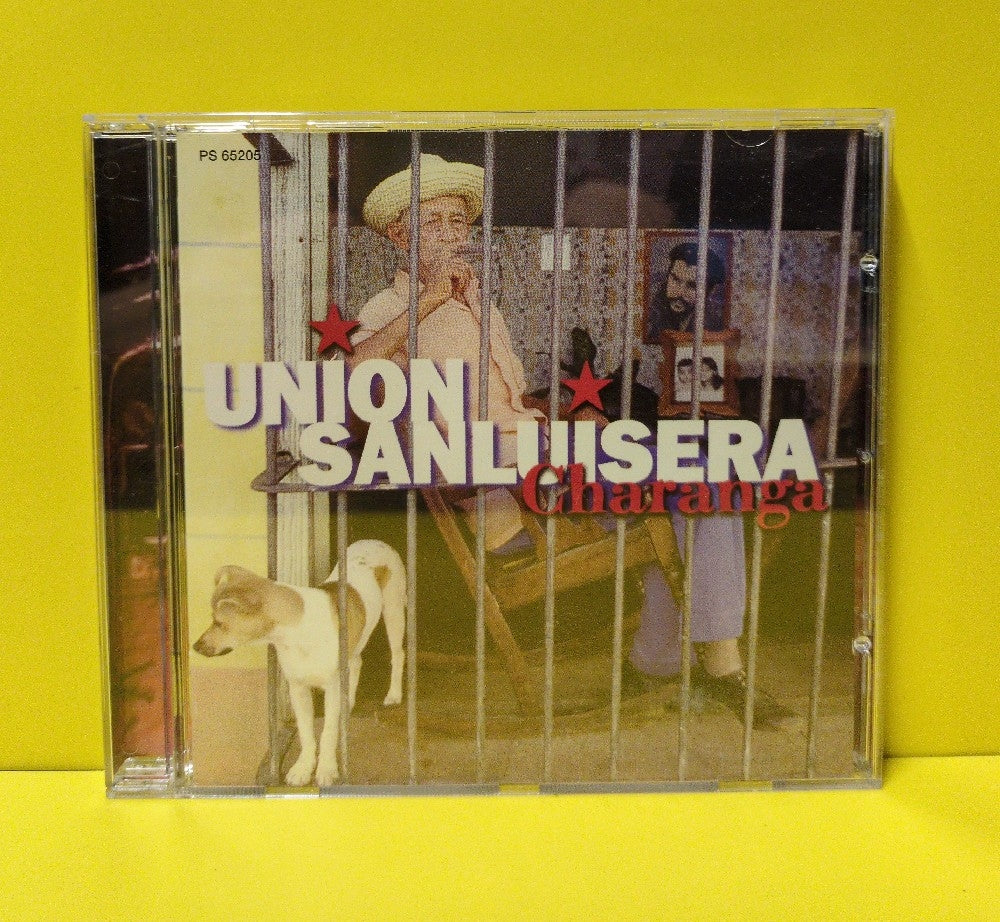 PS 65205
UNION
SANLUISERA
Charanga